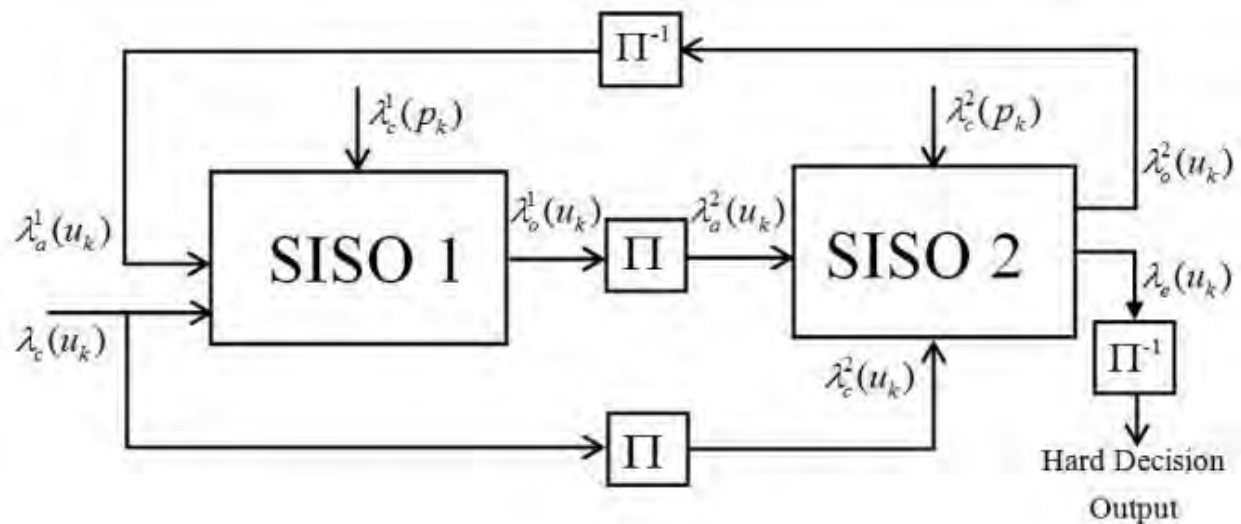 Π⁻¹
λ_c^1(p_k)
λ_c^2(p_k)
λ_o^2(u_k)
λ_a^1(u_k)
SISO 1
λ_o^1(u_k)
Π
λ_a^2(u_k)
SISO 2
λ_e(u_k)
λ_c(u_k)
Π
λ_c^2(u_k)
Π⁻¹
Hard Decision
Output